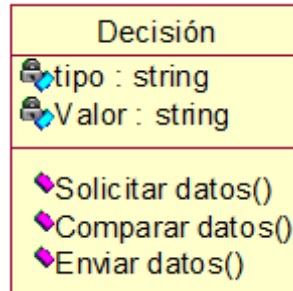 Decisión
tipo : string
Valor : string
Solicitar datos()
Comparar datos()
Enviar datos()